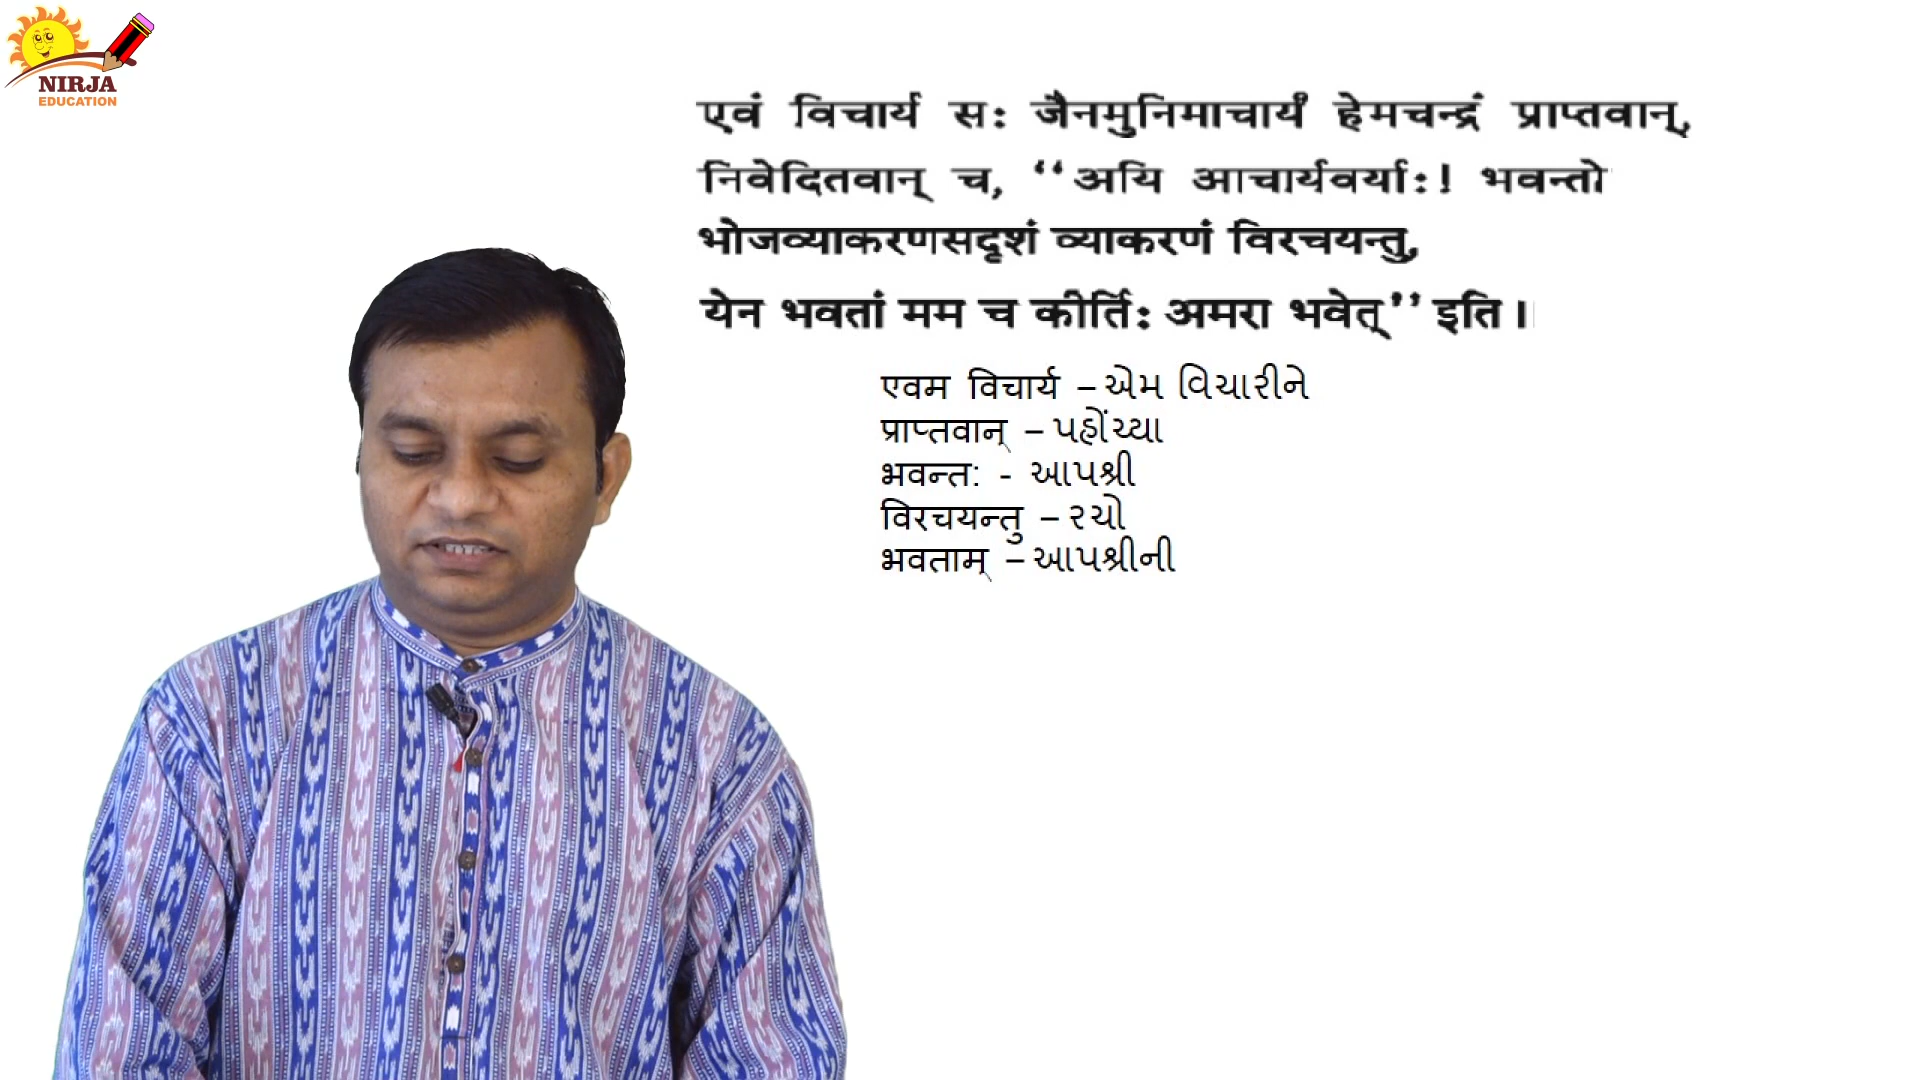 NIRJA
EDUCATION
एवं विचार्य सः जैनमुनिमाचार्यं हेमचन्द्रं प्राप्तवान्,
निवेदितवान् च, “अयि आचार्यवर्याः! भवन्तो
भोजव्याकरणसदृशं व्याकरणं विरचयन्तु,
येन भवतां मम च कीर्तिः अमरा भवेत्” इति ।
एवम विचार्य – એમ વિચારીને
प्राप्तवान् – પહોંચ્યા
भवन्त: - આપશ્રી
विरचयन्तु – રચો
भवताम् – આપશ્રીની